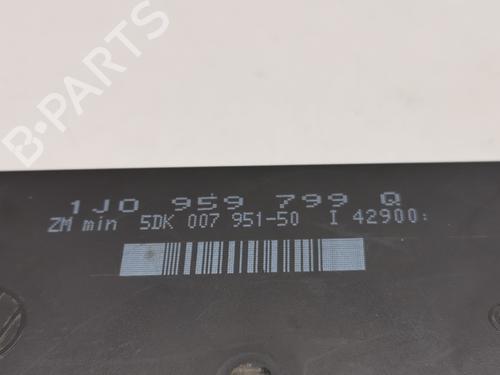 B-PARTS
1J0 959 799 Q
ZM min 5DK 007 951-50 I 42900: